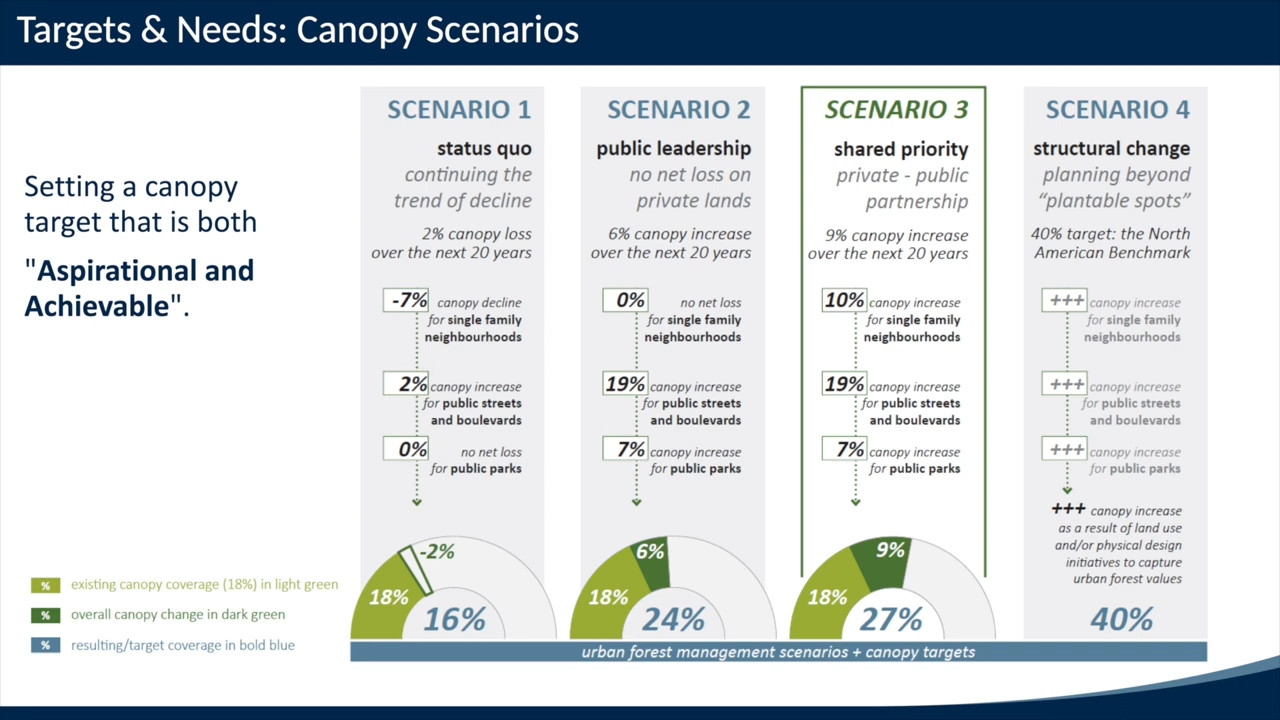 Targets & Needs: Canopy Scenarios
Setting a canopy
target that is both
"Aspirational and
Achievable".
SCENARIO 1
status quo
continuing the
trend of decline
2% canopy loss
over the next 20 years
-7% canopy decline
for single family
neighbourhoods
2% canopy increase
for public streets
and boulevards
0% no net loss
for public parks
-2%
18%
16%
SCENARIO 2
public leadership
no net loss on
private lands
6% canopy increase
over the next 20 years
0% no net loss
for single family
neighbourhoods
19% canopy increase
for public streets
and boulevards
7% canopy increase
for public parks
6%
18%
24%
SCENARIO 3
shared priority
private - public
partnership
9% canopy increase
over the next 20 years
10% canopy increase
for single family
neighbourhoods
19% canopy increase
for public streets
and boulevards
7% canopy increase
for public parks
9%
18%
27%
SCENARIO 4
structural change
planning beyond
“plantable spots”
40% target: the North
American Benchmark
+++ canopy increase
for single family
neighbourhoods
+++ canopy increase
for public streets
and boulevards
+++ canopy increase
for public parks
+++ canopy increase
as a result of land use
and/or physical design
initiatives to capture
urban forest values
40%
% existing canopy coverage (18%) in light green
% overall canopy change in dark green
% resulting/target coverage in bold blue
urban forest management scenarios + canopy targets